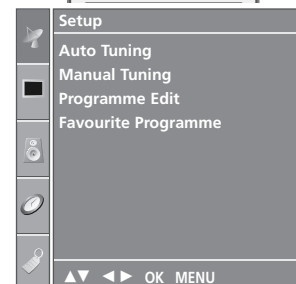 Setup
Auto Tuning
Manual Tuning
Programme Edit
Favourite Programme
▲▼ ◄► OK MENU